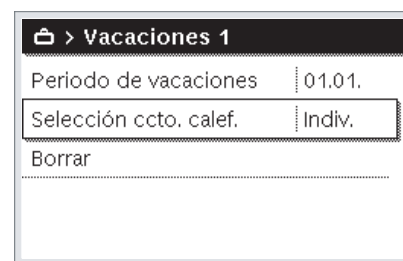 > Vacaciones 1
Periodo de vacaciones 01.01.
Selección ccto. calef. Indiv.
Borrar